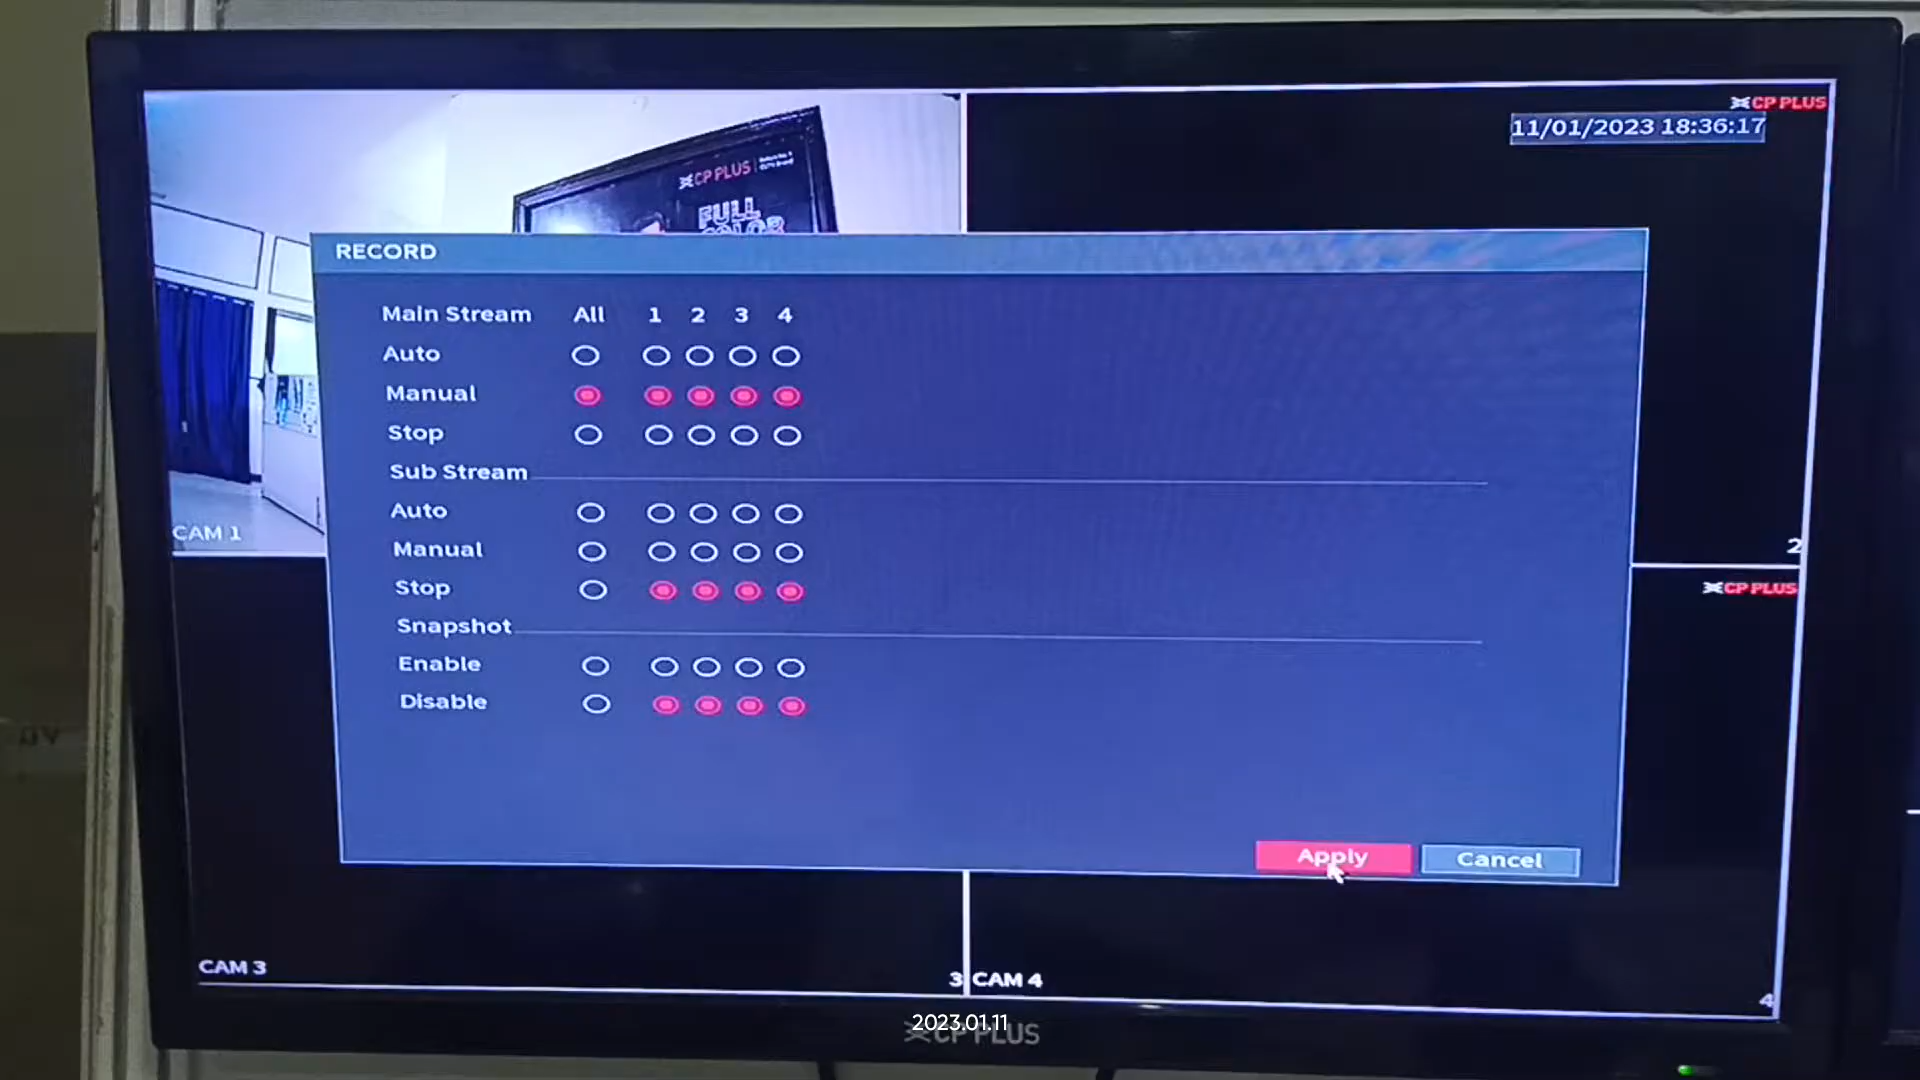 CP PLUS
11/01/2023 18:36:17
CP PLUS
FULL
COLOR
RECORD
Main Stream All 1 2 3 4
Auto
Manual
Stop
Sub Stream
Auto
Manual
Stop
CAM 1
2
CP PLUS
Snapshot
Enable
Disable
Apply Cancel
CAM 3
3 CAM 4
4
2023.01.11
CP PLUS